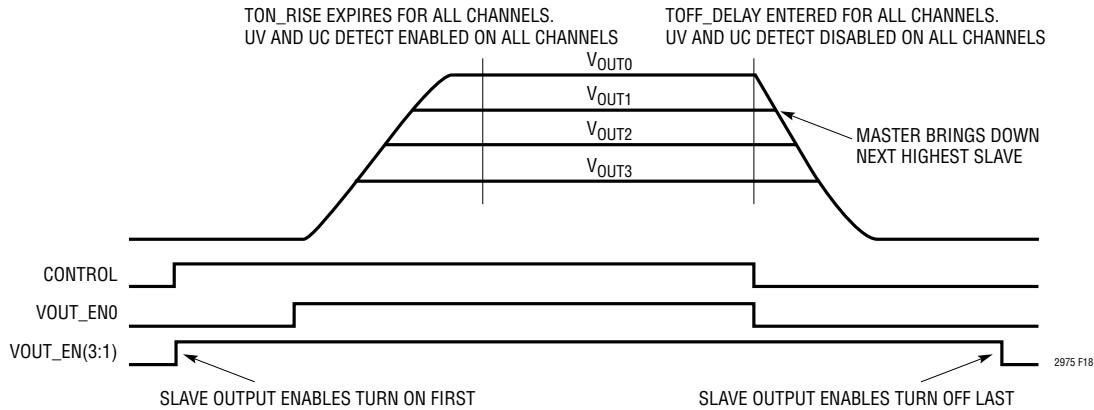 TON_RISE EXPIRES FOR ALL CHANNELS.
UV AND UC DETECT ENABLED ON ALL CHANNELS
TOFF_DELAY ENTERED FOR ALL CHANNELS.
UV AND UC DETECT DISABLED ON ALL CHANNELS
VOUT0
VOUT1
VOUT2
VOUT3
MASTER BRINGS DOWN
NEXT HIGHEST SLAVE
CONTROL
VOUT_EN0
VOUT_EN(3:1)
2975 F18
SLAVE OUTPUT ENABLES TURN ON FIRST
SLAVE OUTPUT ENABLES TURN OFF LAST